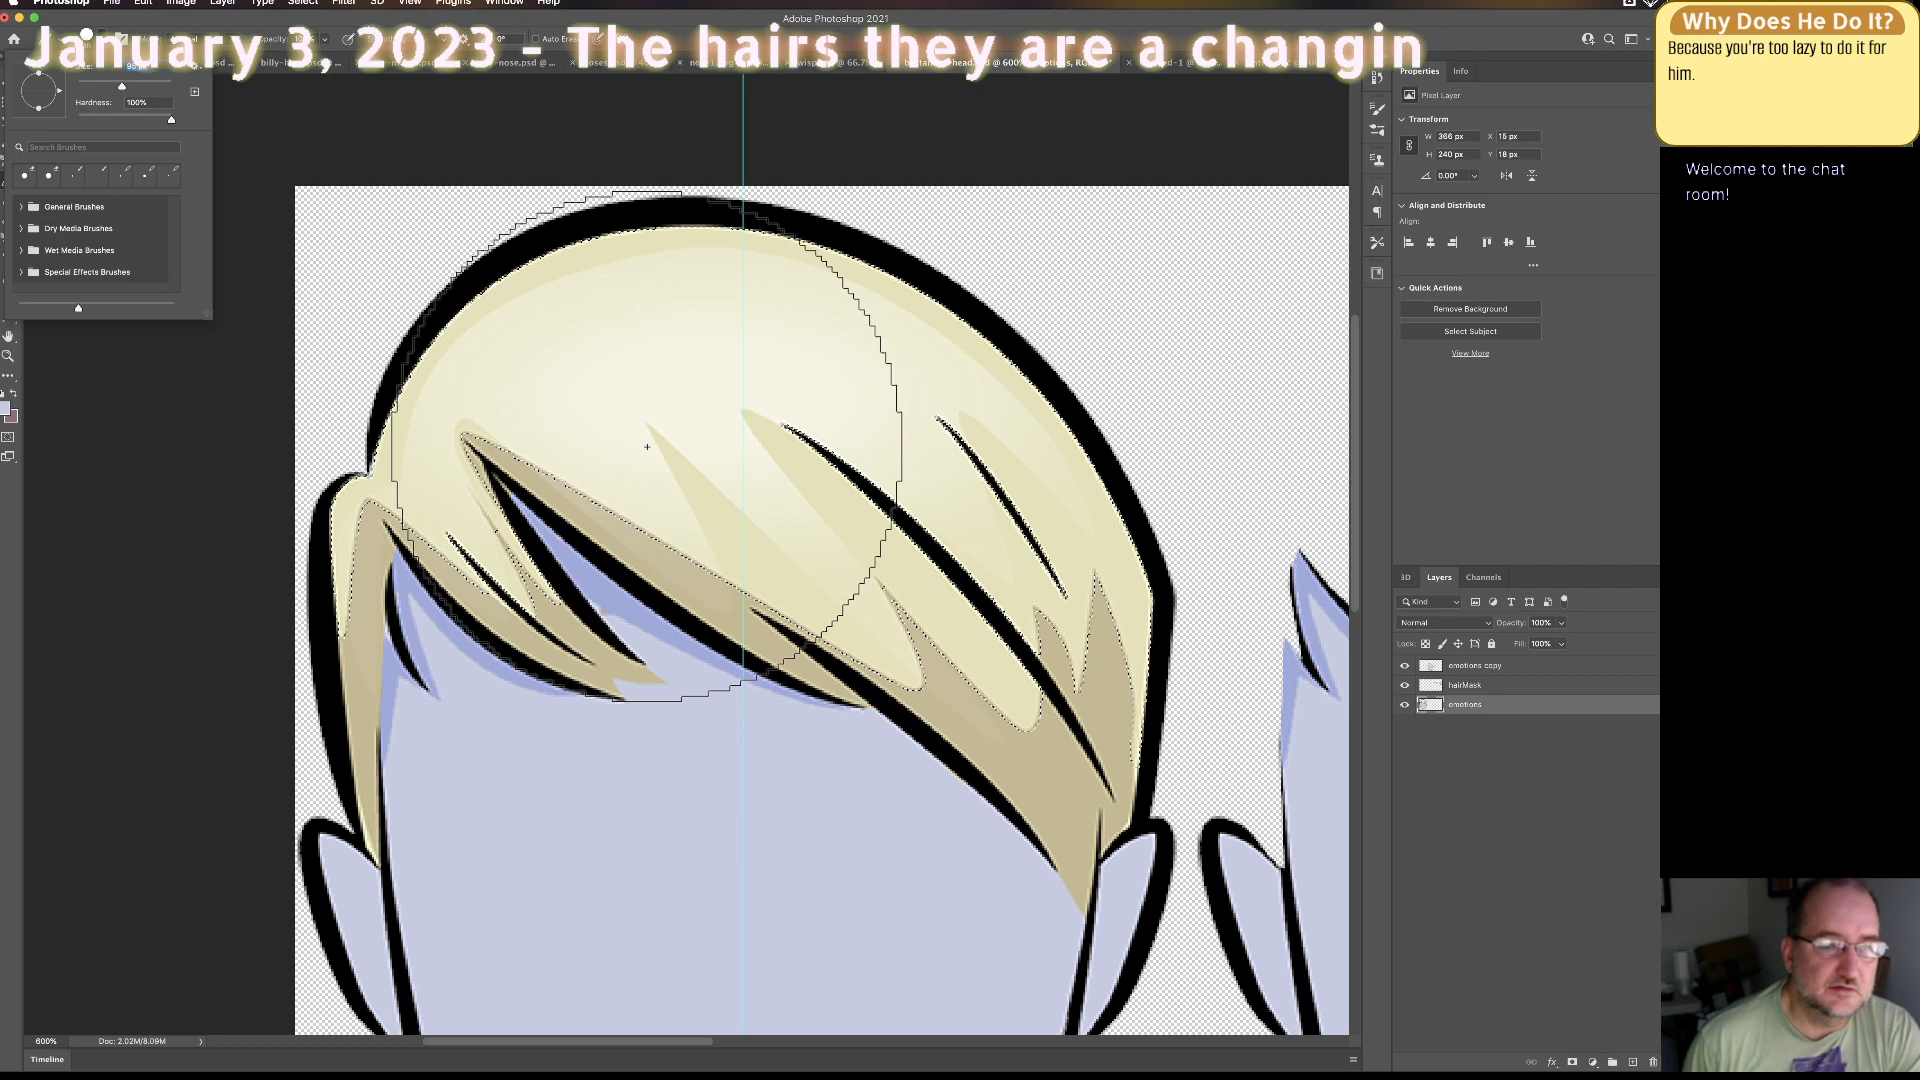 Photoshop File Edit Image Layer Type Select Filter 3D View Plugins Window Help
Adobe Photoshop 2021
January 3, 2023 - The hairs they are a changin
Why Does He Do It?
Because you're too lazy to do it for
him.
Welcome to the chat
room!
Auto Era
Size:
Hardness: 100%
Search Brushes
General Brushes
Dry Media Brushes
Wet Media Brushes
Special Effects Brushes
Properties Info
Pixel Layer
Transform
W 366 px X 15 px
H 240 px Y 18 px
0.00°
Align and Distribute
Align:
Quick Actions
Remove Background
Select Subject
View More
3D Layers Channels
Kind
Normal Opacity: 100%
Lock: Fill: 100%
emotions copy
hairMask
emotions
600% Doc: 2.02M/8.09M
Timeline